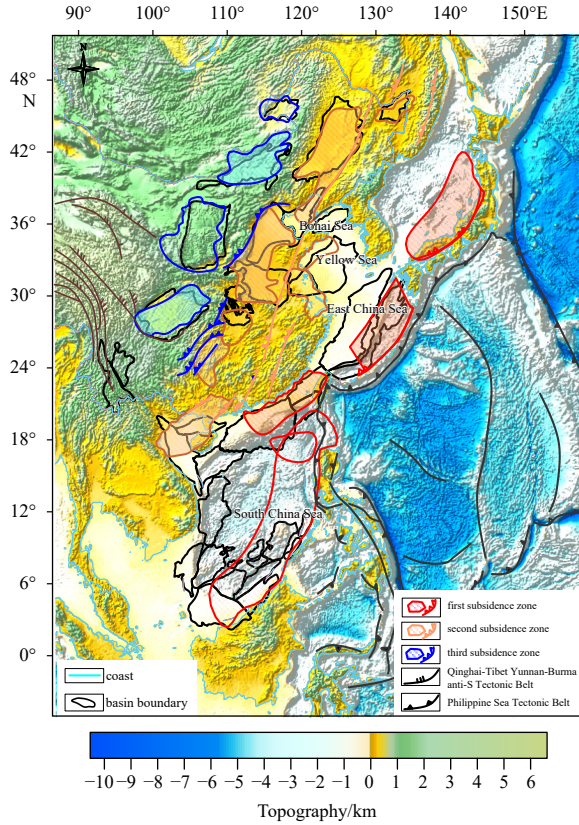 90° 100° 110° 120° 130° 140° 150°E
N
48°
N
42°
36°
30°
24°
18°
12°
6°
0°
Bohai Sea
Yellow Sea
East China Sea
South China Sea
first subsidence zone
second subsidence zone
third subsidence zone
Qinghai-Tibet Yunnan-Burma
anti-S Tectonic Belt
Philippine Sea Tectonic Belt
coast
basin boundary
−10 −9 −8 −7 −6 −5 −4 −3 −2 −1 0 1 2 3 4 5 6
Topography/km